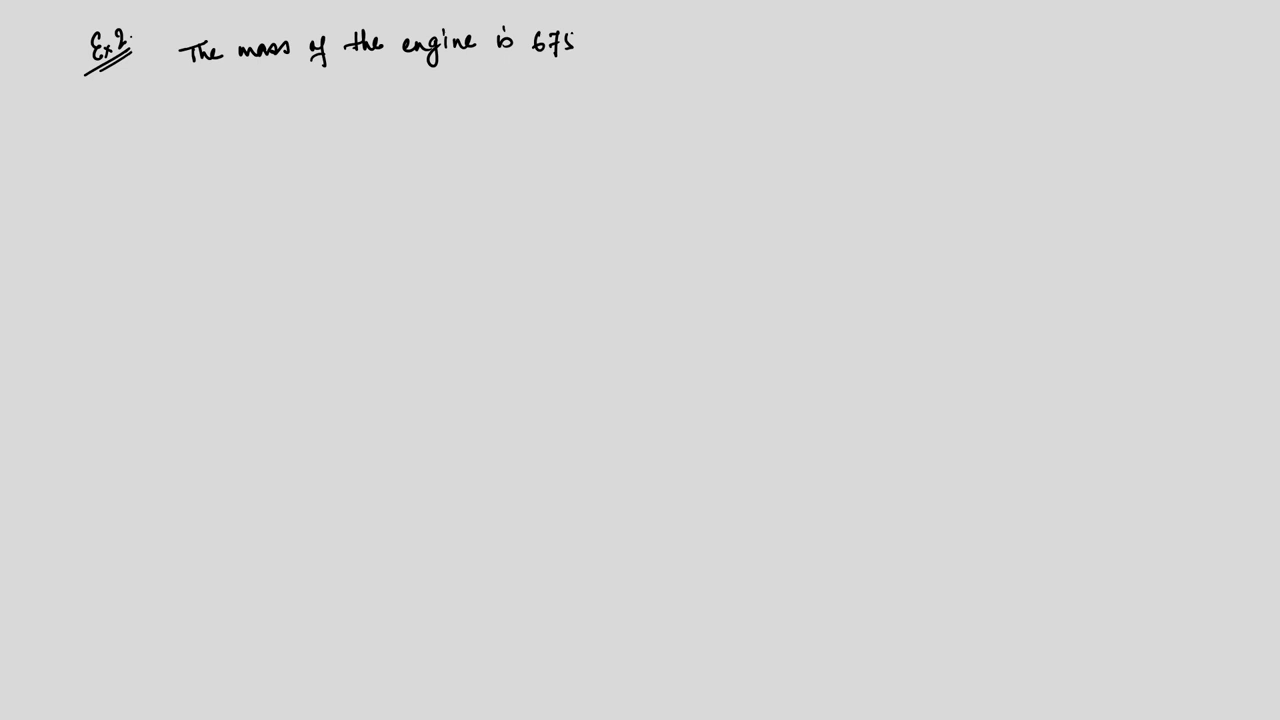 Ex 2. The mass of the engine is 675